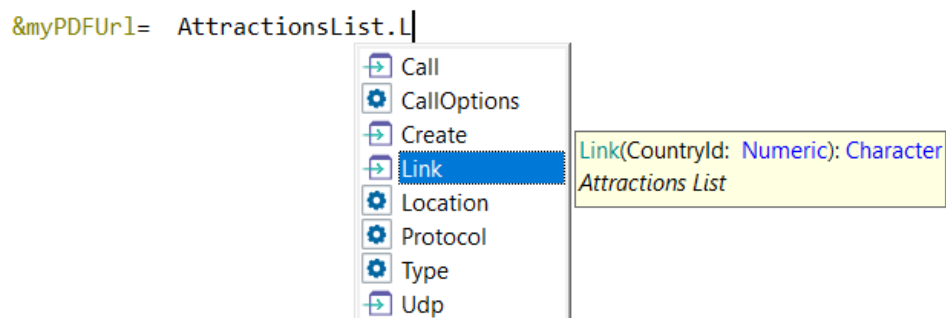 &myPDFUrl=  AttractionsList.L
Call
CallOptions
Create
Link
Link(CountryId:  Numeric): Character
Attractions List
Location
Protocol
Type
Udp